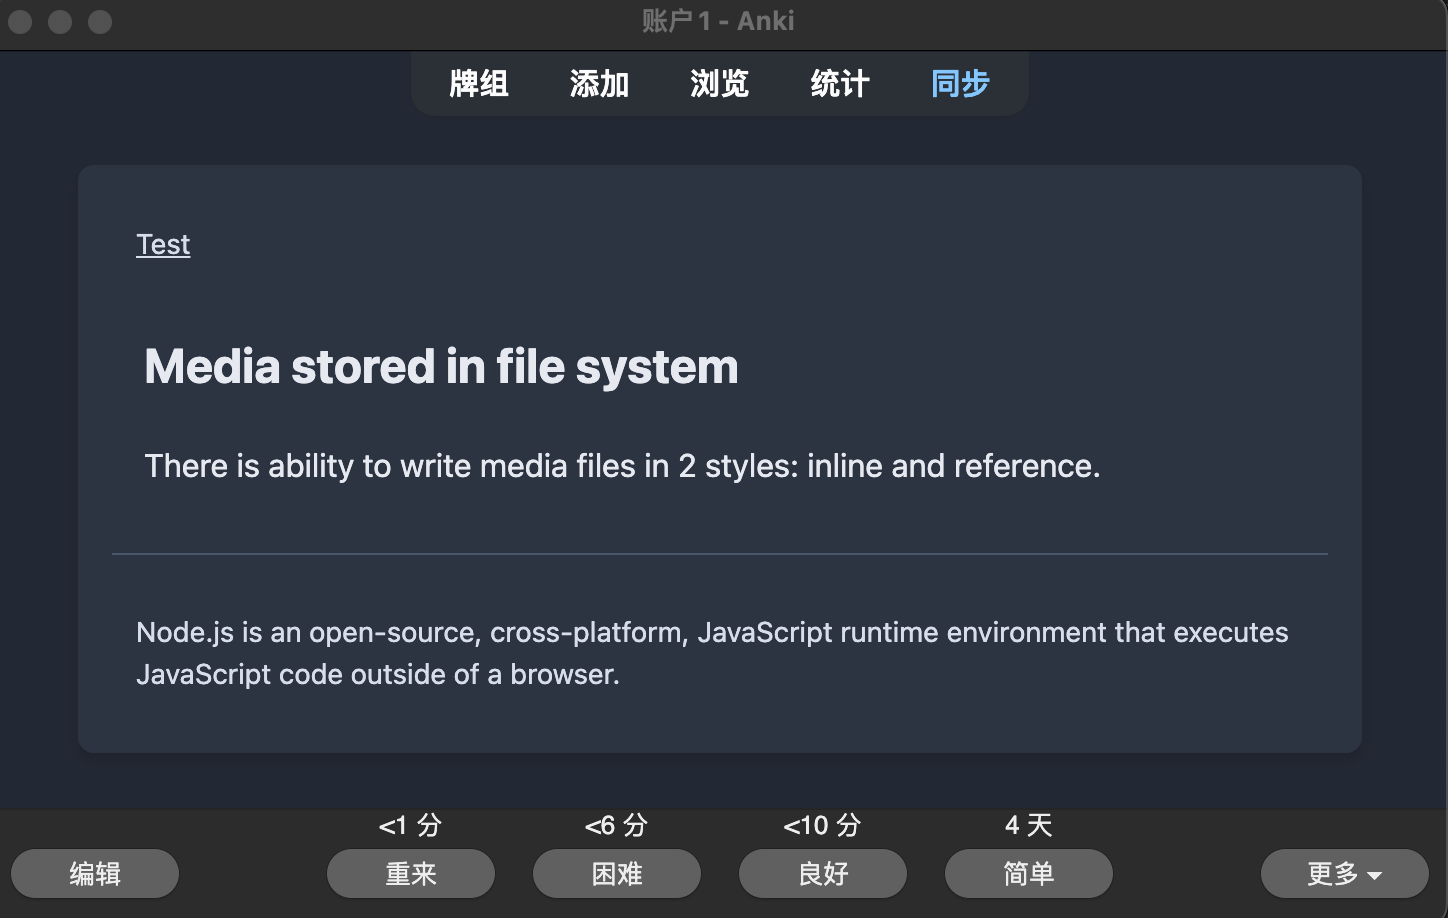 账户 1 - Anki
牌组 添加 浏览 统计 同步
Test
Media stored in file system
There is ability to write media files in 2 styles: inline and reference.
Node.js is an open-source, cross-platform, JavaScript runtime environment that executes
JavaScript code outside of a browser.
<1 分 <6 分 <10 分 4 天
编辑 重来 困难 良好 简单 更多